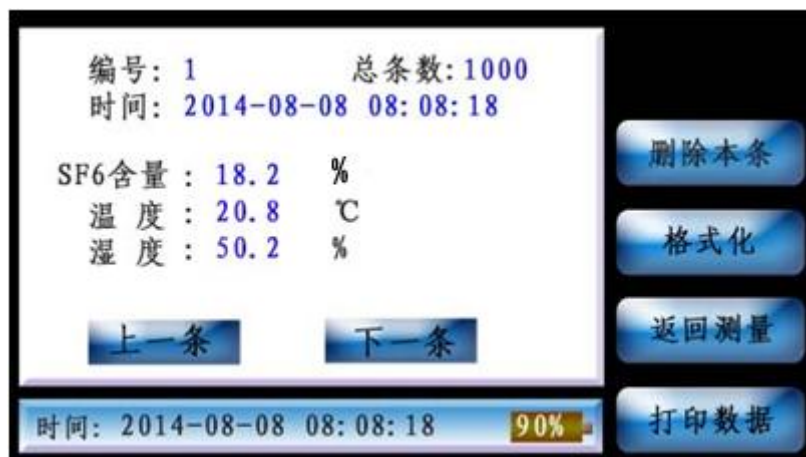 编号: 1 总条数: 1000
时间: 2014-08-08 08:08:18
SF6含量 : 18.2 %
温 度 : 20.8 ℃
湿 度 : 50.2 %
上一条 下一条
时间: 2014-08-08 08:08:18 90%
删除本条
格式化
返回测量
打印数据